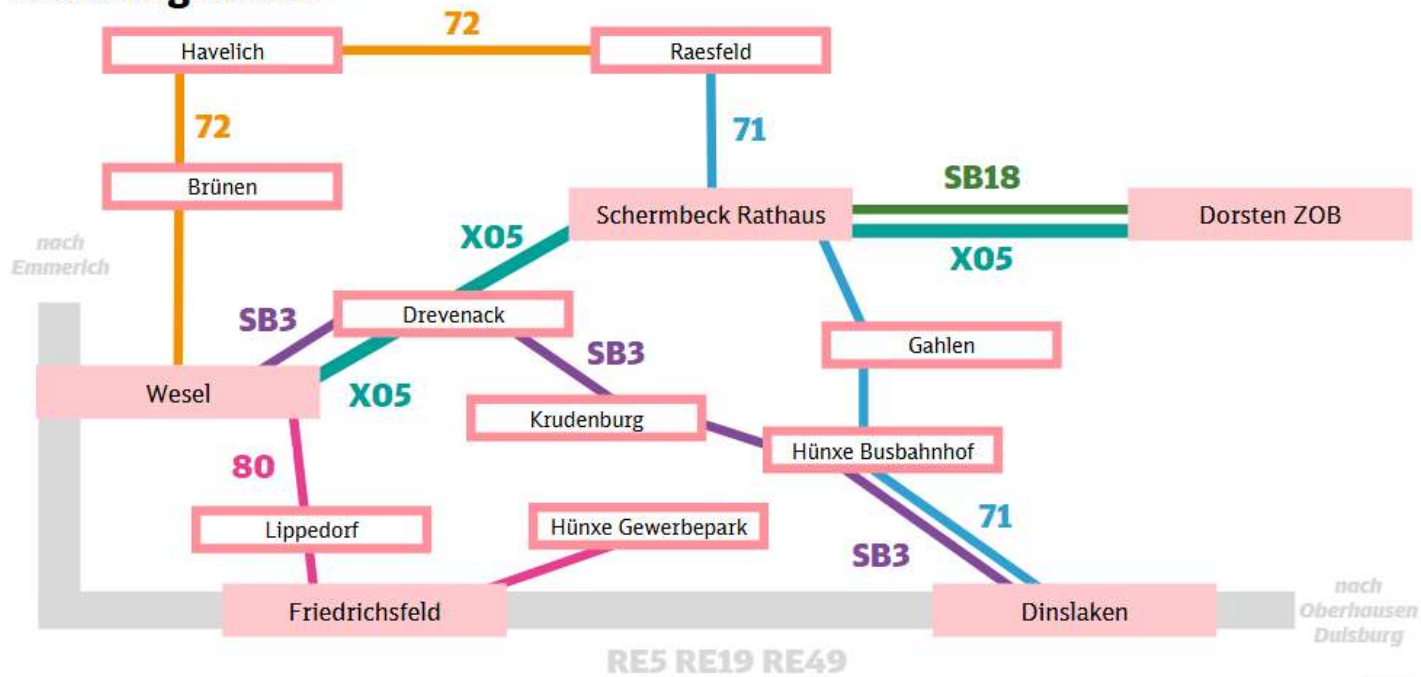 72
Havelich
Raesfeld
72
71
Brünen
SB18
Schermbeck Rathaus
Dorsten ZOB
X05
X05
nach
Emmerich
SB3
Drevenack
SB3
Gahlen
Wesel
X05
Krudenburg
Hünxe Busbahnhof
80
Lippedorf
Hünxe Gewerbepark
71
SB3
Friedrichsfeld
Dinslaken
nach
Oberhausen
Duisburg
RE5 RE19 RE49